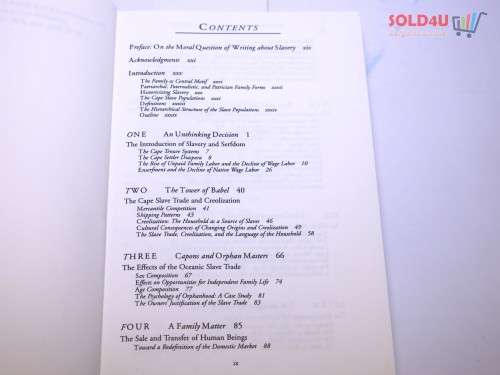 SOLD4U
CONTENTS
Preface: On the Moral Question of Writing about Slavery xix
Acknowledgments xxi
Introduction xxv
The Family as Central Motif xxvi
Patriarchal, Paternalistic, and Patrician Family Forms xxvii
Historicizing Slavery xxx
The Cape Slave Populations xxxi
Definitions xxxiii
The Hierarchical Structure of the Slave Populations xxxiv
Outline xxxix
ONE An Unthinking Decision 1
The Introduction of Slavery and Serfdom
The Cape Tenure Systems 7
The Cape Settler Diaspora 8
The Rise of Unpaid Family Labor and the Decline of Wage Labor 10
Enserfment and the Decline of Native Wage Labor 26
TWO The Tower of Babel 40
The Cape Slave Trade and Creolization
Mercantile Competition 41
Shipping Patterns 43
Creolization: The Household as a Source of Slaves 46
Cultural Consequences of Changing Origins and Creolization 49
The Slave Trade, Creolization, and the Language of the Household 58
THREE Capons and Orphan Masters 66
The Effects of the Oceanic Slave Trade
Sex Composition 67
Effects on Opportunities for Independent Family Life 74
Age Composition 77
The Psychology of Orphanhood: A Case Study 81
The Owners' Justification of the Slave Trade 83
FOUR A Family Matter 85
The Sale and Transfer of Human Beings
Toward a Redefinition of the Domestic Market 88
ix